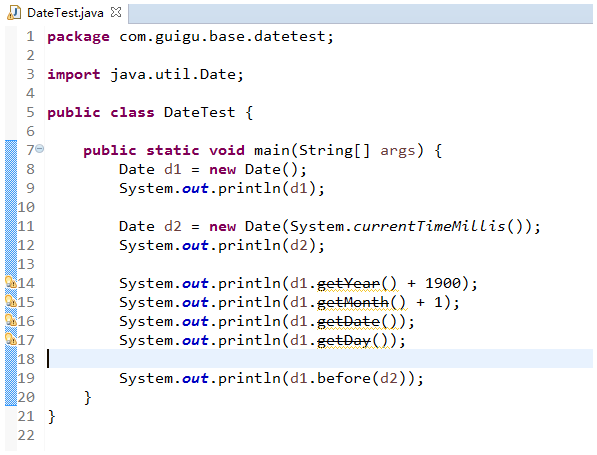 DateTest.java
1 package com.guigu.base.datetest;
2
3 import java.util.Date;
4
5 public class DateTest {
6
7     public static void main(String[] args) {
8         Date d1 = new Date();
9         System.out.println(d1);
10
11         Date d2 = new Date(System.currentTimeMillis());
12         System.out.println(d2);
13
14         System.out.println(d1.getYear() + 1900);
15         System.out.println(d1.getMonth() + 1);
16         System.out.println(d1.getDate());
17         System.out.println(d1.getDay());
18
19         System.out.println(d1.before(d2));
20     }
21 }
22